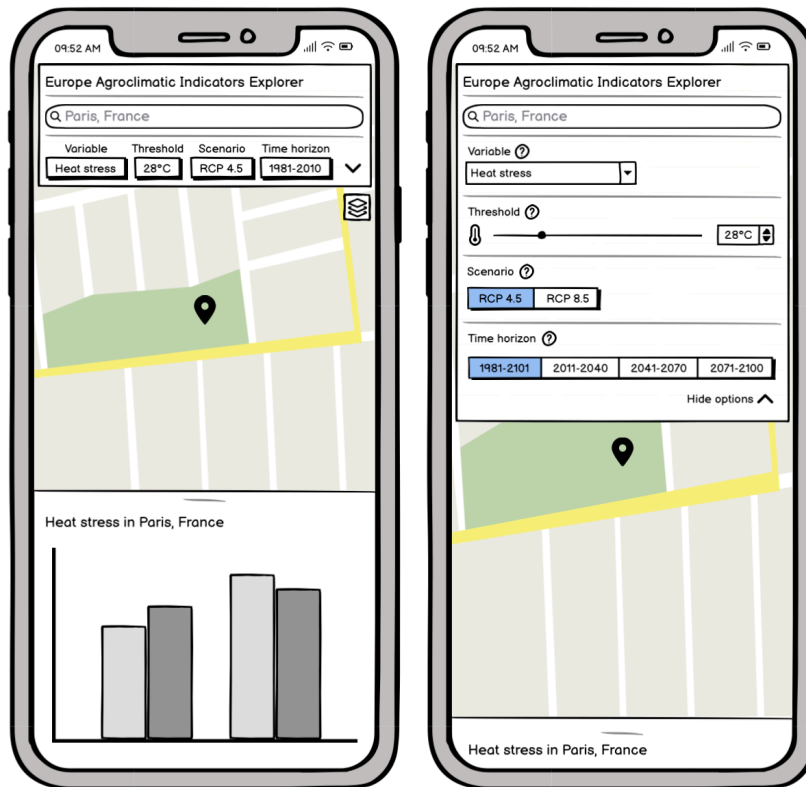 09:52 AM
Europe Agroclimatic Indicators Explorer
Paris, France
Variable Threshold Scenario Time horizon
Heat stress 28°C RCP 4.5 1981-2010
Heat stress in Paris, France
09:52 AM
Europe Agroclimatic Indicators Explorer
Paris, France
Variable ?
Heat stress
Threshold ?
28°C
Scenario ?
RCP 4.5 RCP 8.5
Time horizon ?
1981-2101 2011-2040 2041-2070 2071-2100
Hide options
Heat stress in Paris, France